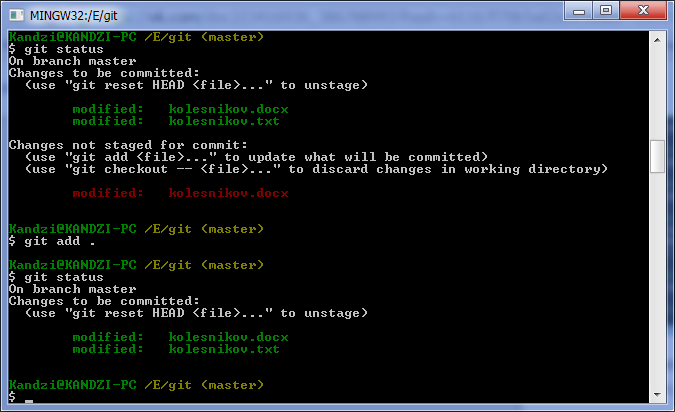 MINGW32:/E/git
Kandzi@KANDZI-PC /E/git (master)
$ git status
On branch master
Changes to be committed:
  (use "git reset HEAD <file>..." to unstage)

        modified:   kolesnikov.docx
        modified:   kolesnikov.txt

Changes not staged for commit:
  (use "git add <file>..." to update what will be committed)
  (use "git checkout -- <file>..." to discard changes in working directory)

        modified:   kolesnikov.docx


Kandzi@KANDZI-PC /E/git (master)
$ git add .

Kandzi@KANDZI-PC /E/git (master)
$ git status
On branch master
Changes to be committed:
  (use "git reset HEAD <file>..." to unstage)

        modified:   kolesnikov.docx
        modified:   kolesnikov.txt


Kandzi@KANDZI-PC /E/git (master)
$ _